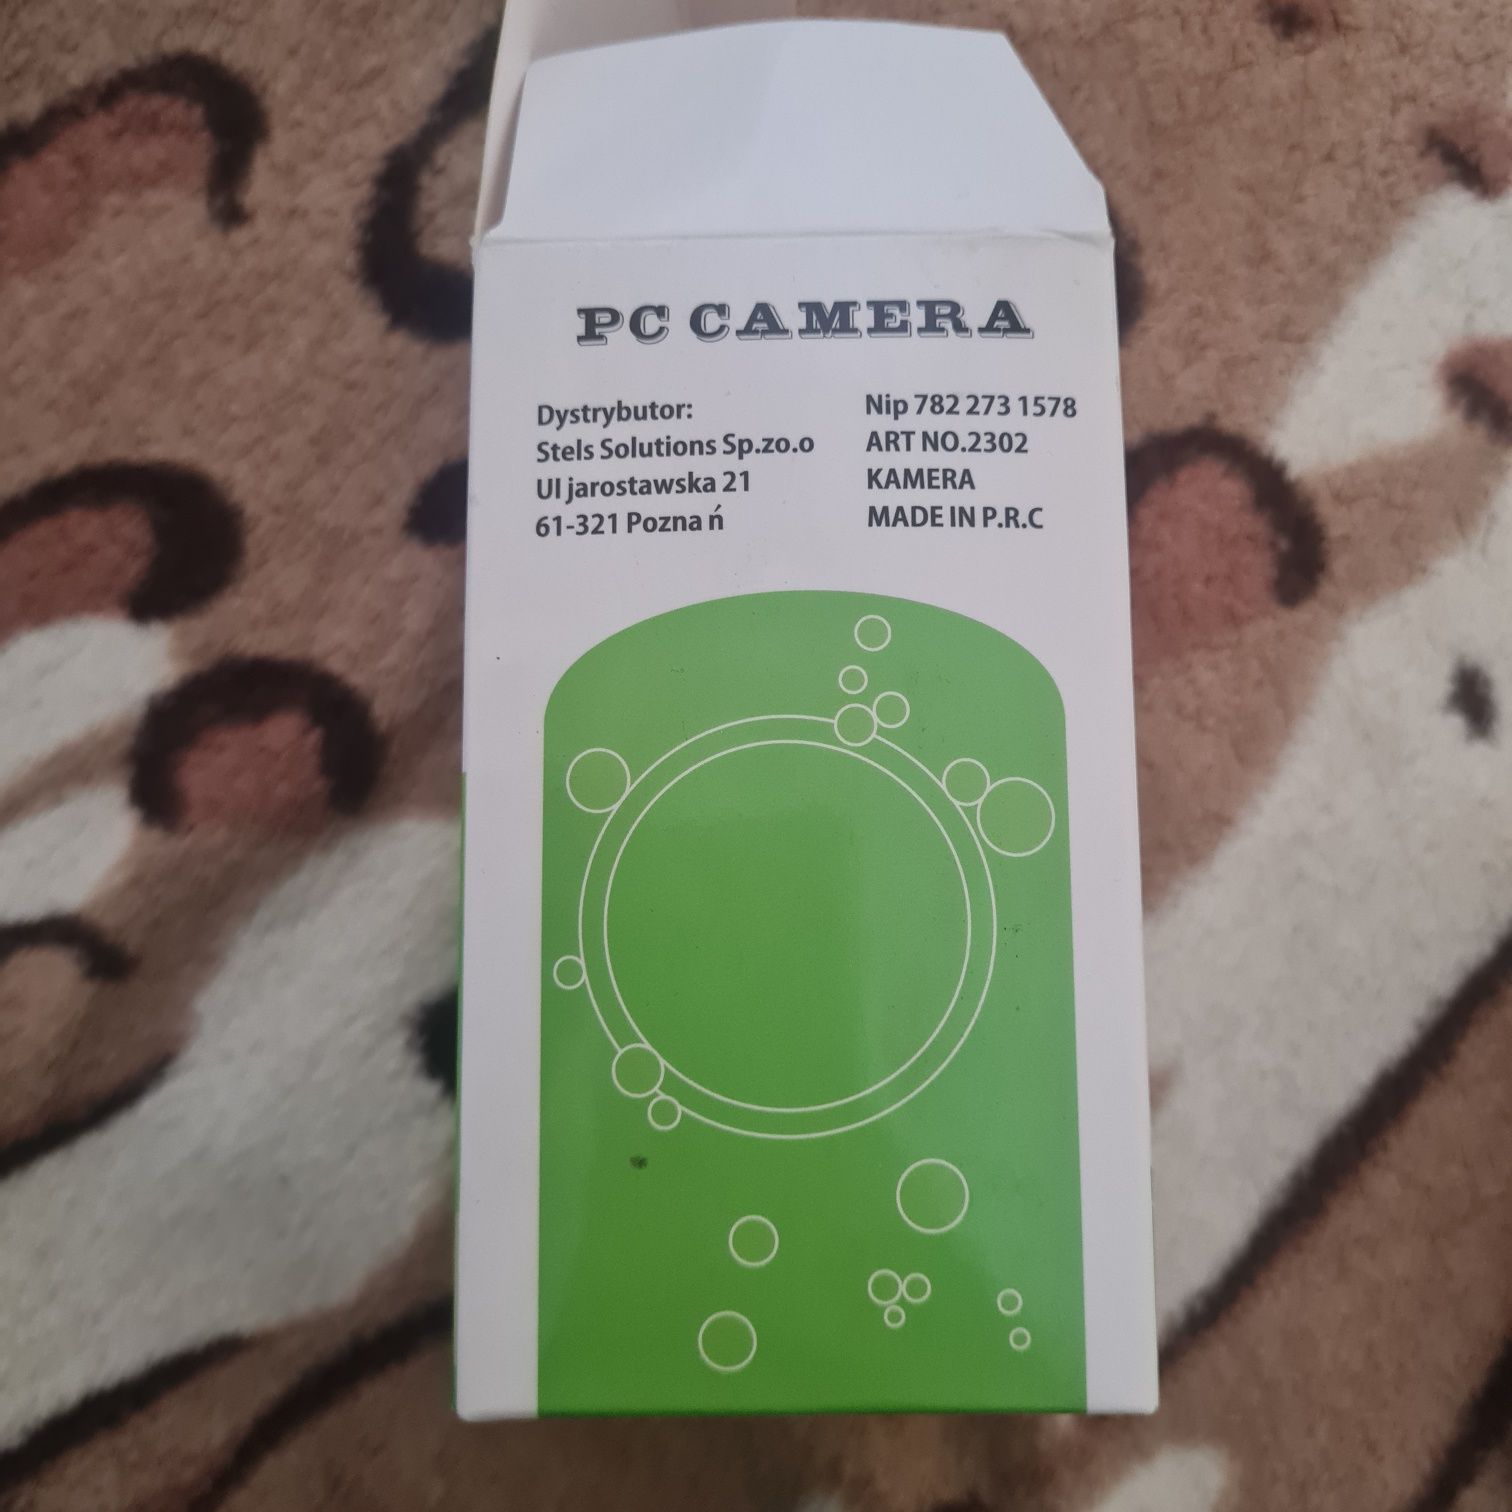 PC CAMERA
Dystrybutor:
Stels Solutions Sp.zo.o
Ul jarostawska 21
61-321 Pozna ń
Nip 782 273 1578
ART NO.2302
KAMERA
MADE IN P.R.C